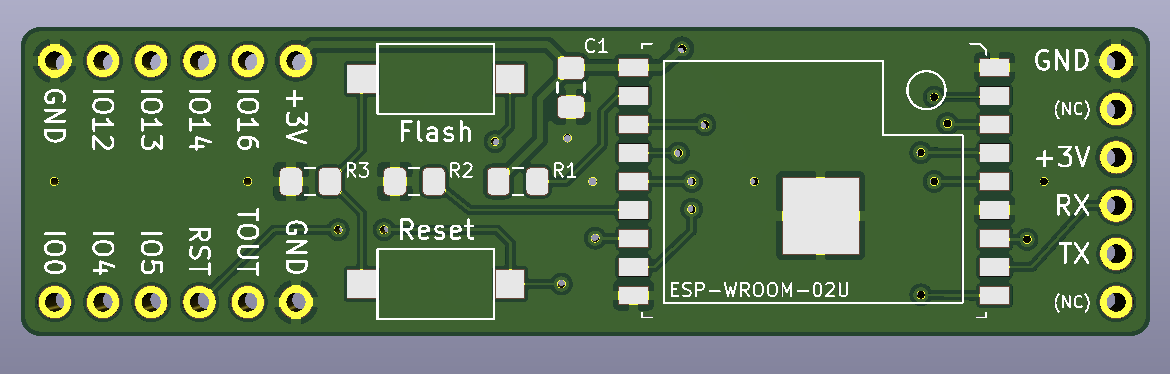 C1
GND
IO12
IO13
IO14
IO16
+3V
Flash
R3
R2
R1
Reset
IO0
IO4
IO5
RST
TOUT
GND
ESP-WROOM-02U
GND
(NC)
+3V
RX
TX
(NC)